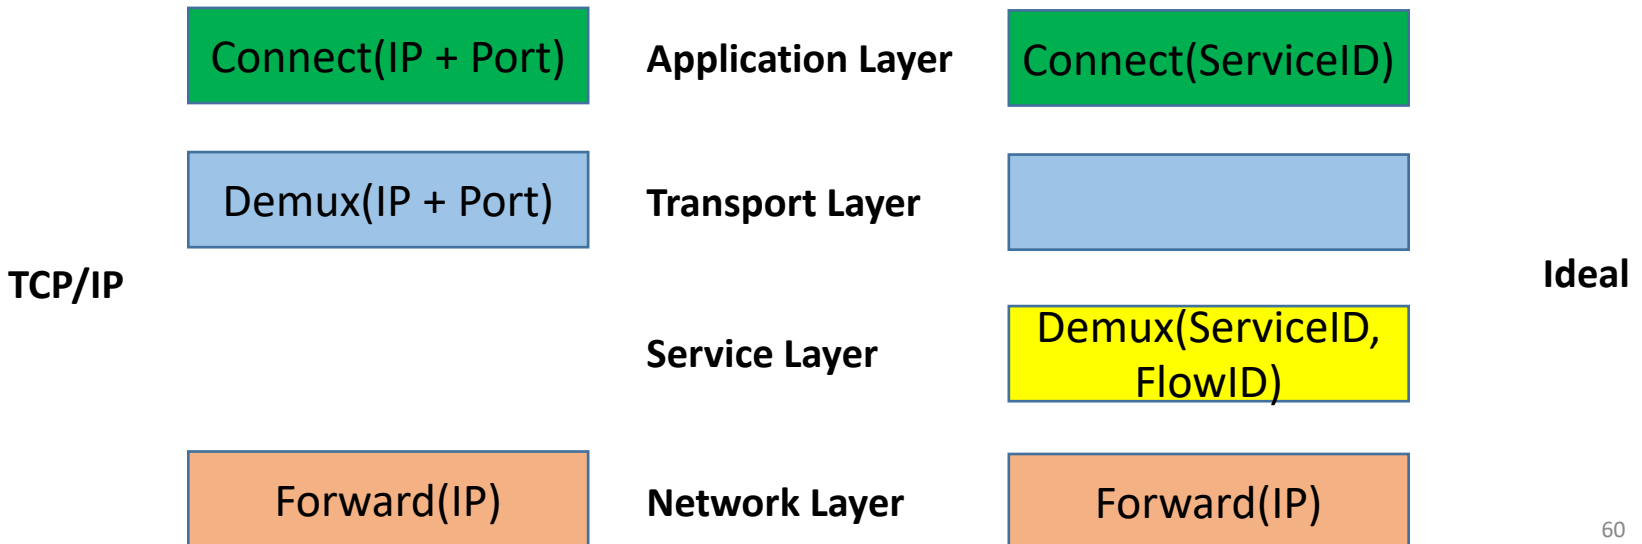 Connect(IP + Port)
Application Layer
Connect(ServiceID)
Demux(IP + Port)
Transport Layer
TCP/IP
Ideal
Service Layer
Demux(ServiceID,
FlowID)
Forward(IP)
Network Layer
Forward(IP)
60